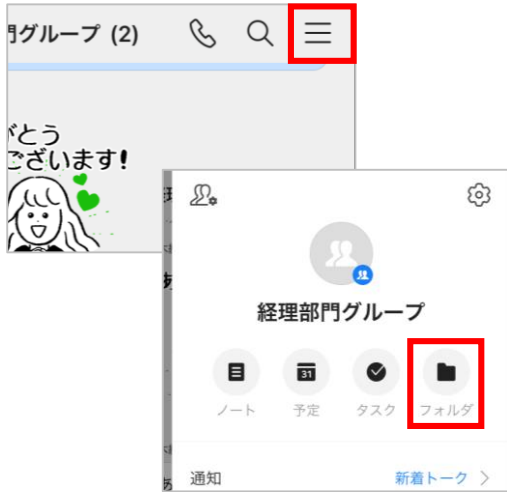 門グループ (2)
がとう
ございます!
経理部門グループ
31
ノート
予定
タスク
フォルダ
通知
新着トーク